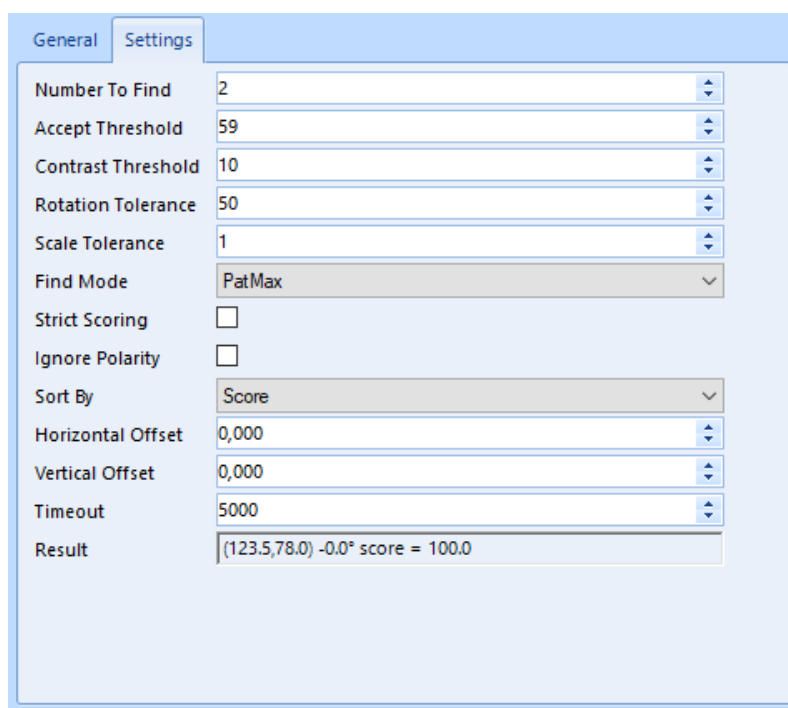 General Settings
Number To Find 2
Accept Threshold 59
Contrast Threshold 10
Rotation Tolerance 50
Scale Tolerance 1
Find Mode PatMax
Strict Scoring
Ignore Polarity
Sort By Score
Horizontal Offset 0,000
Vertical Offset 0,000
Timeout 5000
Result (123.5,78.0) -0.0° score = 100.0